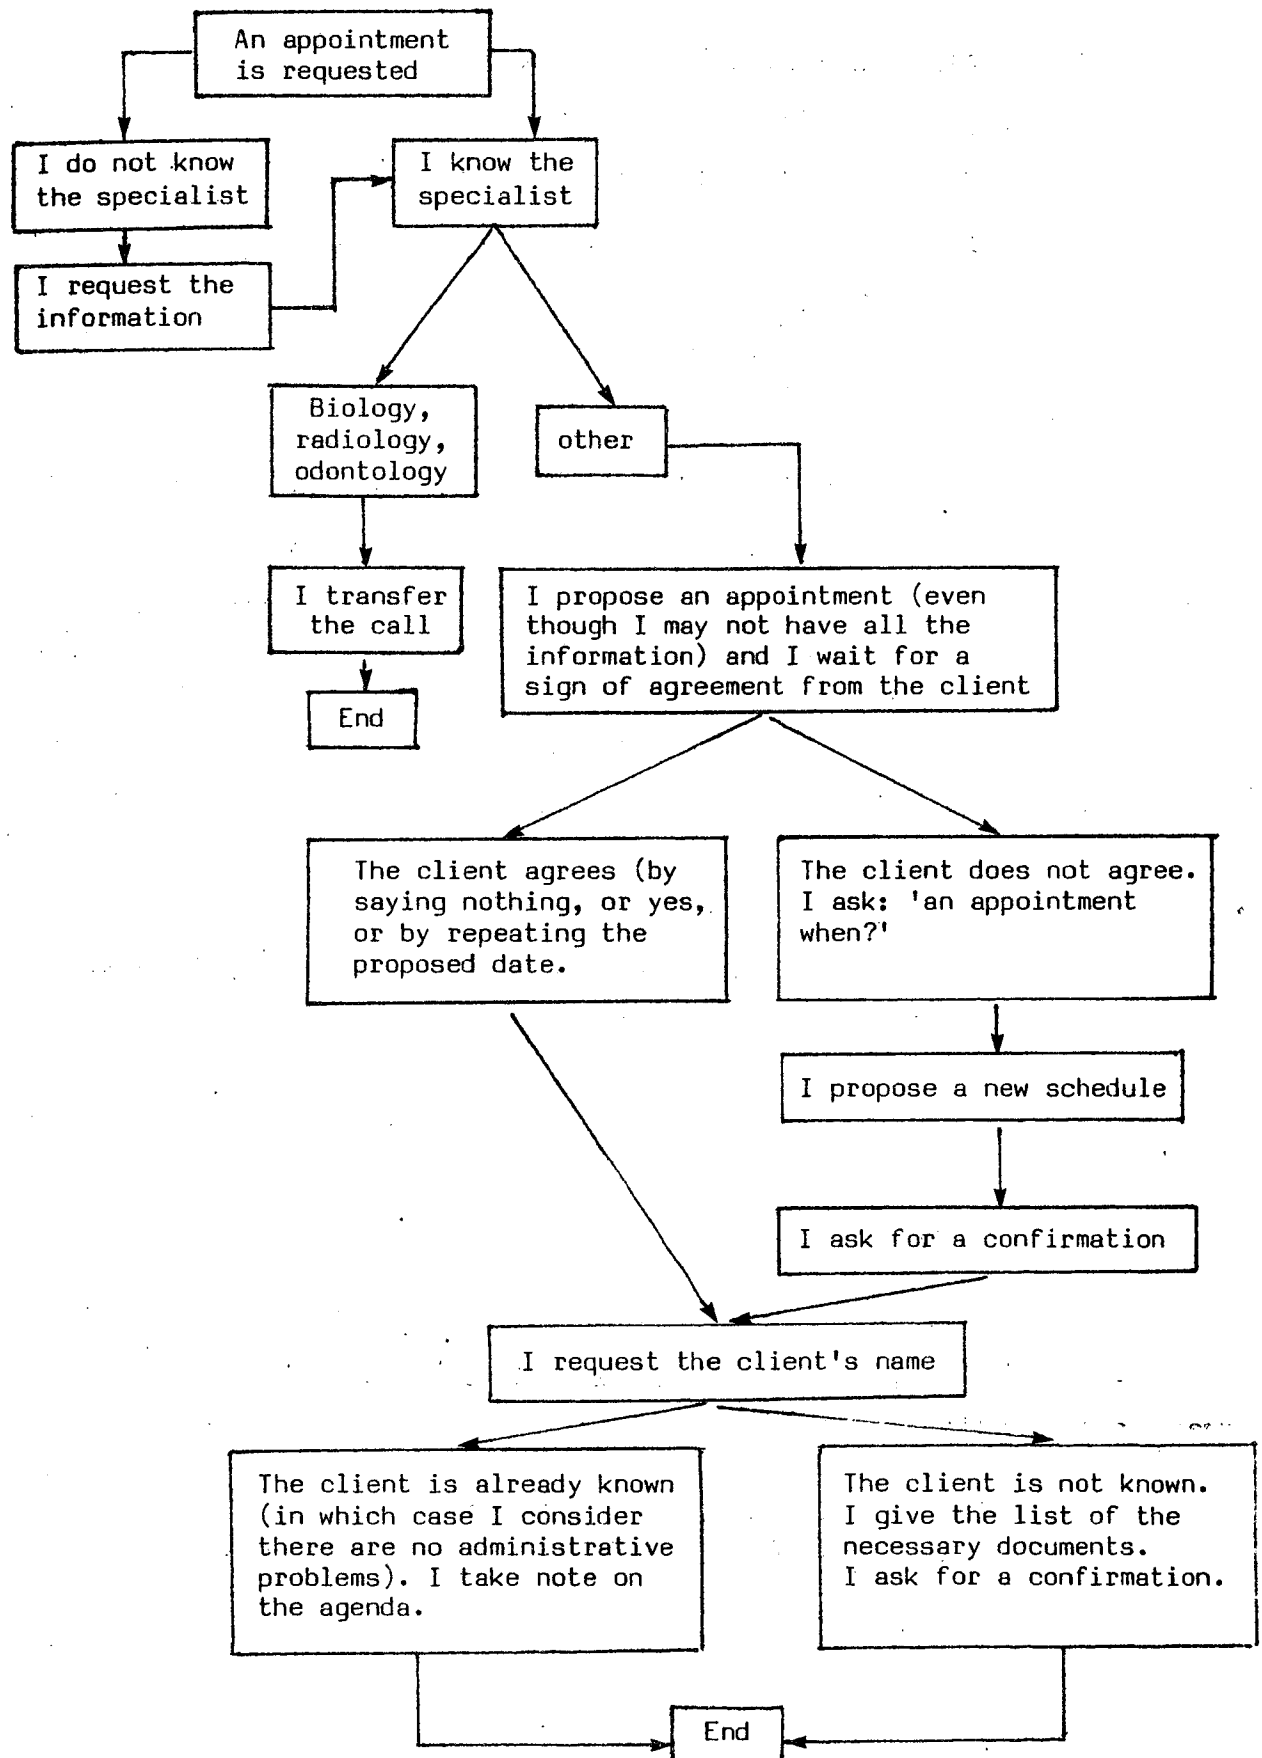 An appointment
is requested
I do not know
the specialist
I know the
specialist
I request the
information
Biology,
radiology,
odontology
other
I transfer
the call
End
I propose an appointment (even
though I may not have all the
information) and I wait for a
sign of agreement from the client
The client agrees (by
saying nothing, or yes,
or by repeating the
proposed date.
The client does not agree.
I ask: 'an appointment
when?'
I propose a new schedule
I ask for a confirmation
I request the client's name
The client is already known
(in which case I consider
there are no administrative
problems). I take note on
the agenda.
The client is not known.
I give the list of the
necessary documents.
I ask for a confirmation.
End